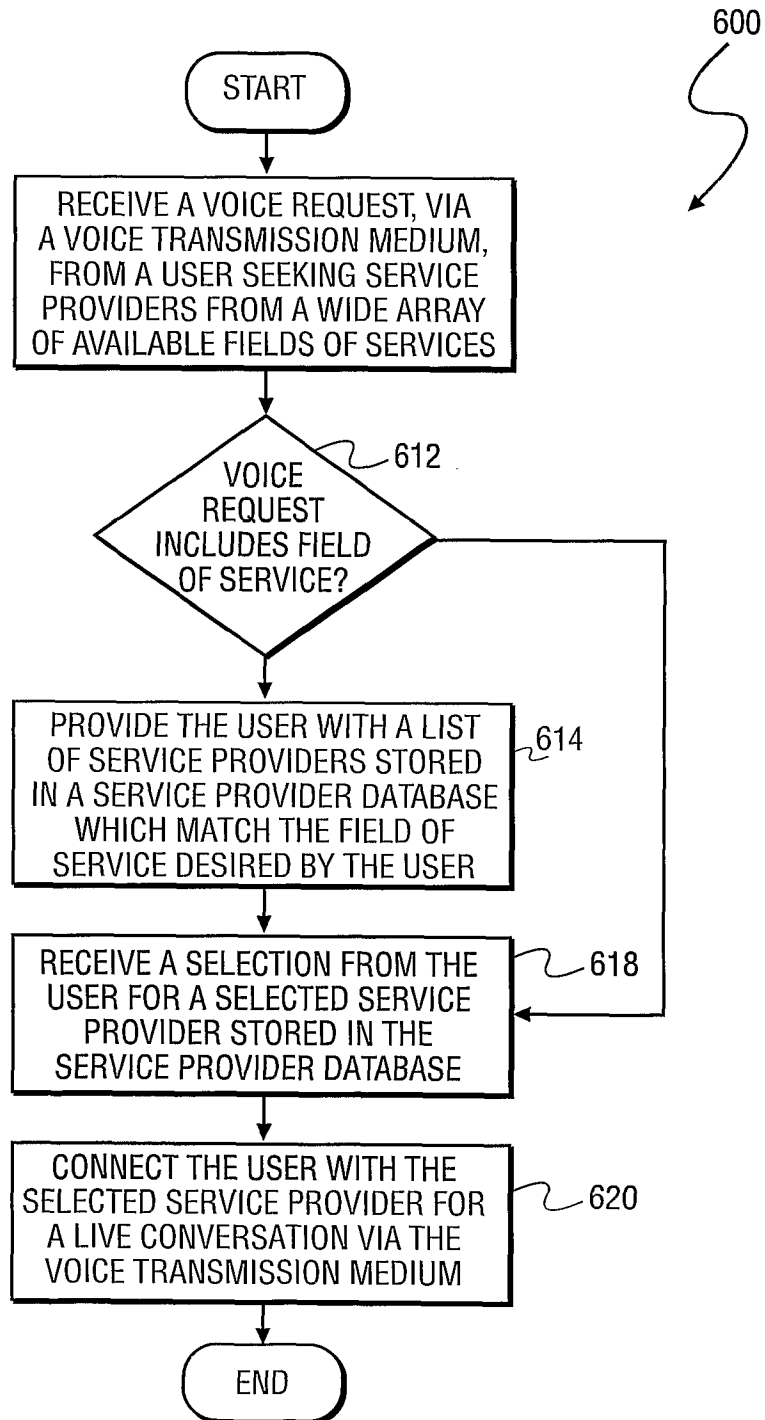 600
START
RECEIVE A VOICE REQUEST, VIA
A VOICE TRANSMISSION MEDIUM,
FROM A USER SEEKING SERVICE
PROVIDERS FROM A WIDE ARRAY
OF AVAILABLE FIELDS OF SERVICES
612
VOICE
REQUEST
INCLUDES FIELD
OF SERVICE?
PROVIDE THE USER WITH A LIST
OF SERVICE PROVIDERS STORED
IN A SERVICE PROVIDER DATABASE
WHICH MATCH THE FIELD OF
SERVICE DESIRED BY THE USER
614
RECEIVE A SELECTION FROM THE
USER FOR A SELECTED SERVICE
PROVIDER STORED IN THE
SERVICE PROVIDER DATABASE
618
CONNECT THE USER WITH THE
SELECTED SERVICE PROVIDER FOR
A LIVE CONVERSATION VIA THE
VOICE TRANSMISSION MEDIUM
620
END